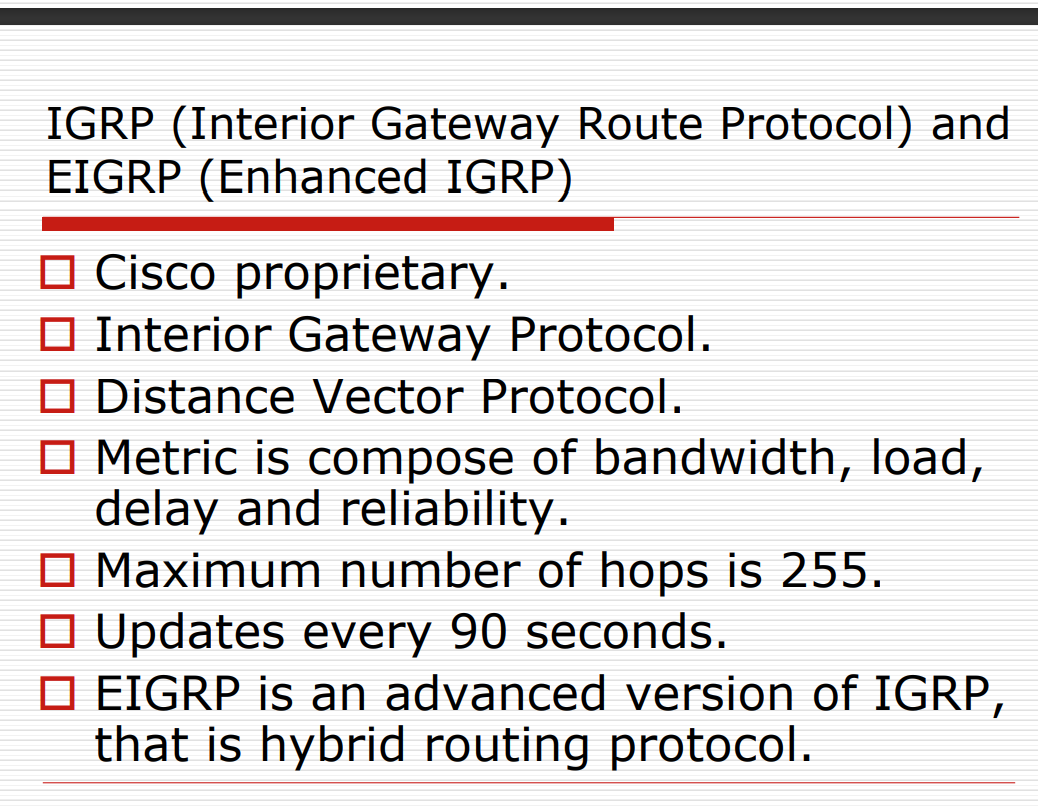 IGRP (Interior Gateway Route Protocol) and
EIGRP (Enhanced IGRP)
Cisco proprietary.
Interior Gateway Protocol.
Distance Vector Protocol.
Metric is compose of bandwidth, load,
delay and reliability.
Maximum number of hops is 255.
Updates every 90 seconds.
EIGRP is an advanced version of IGRP,
that is hybrid routing protocol.